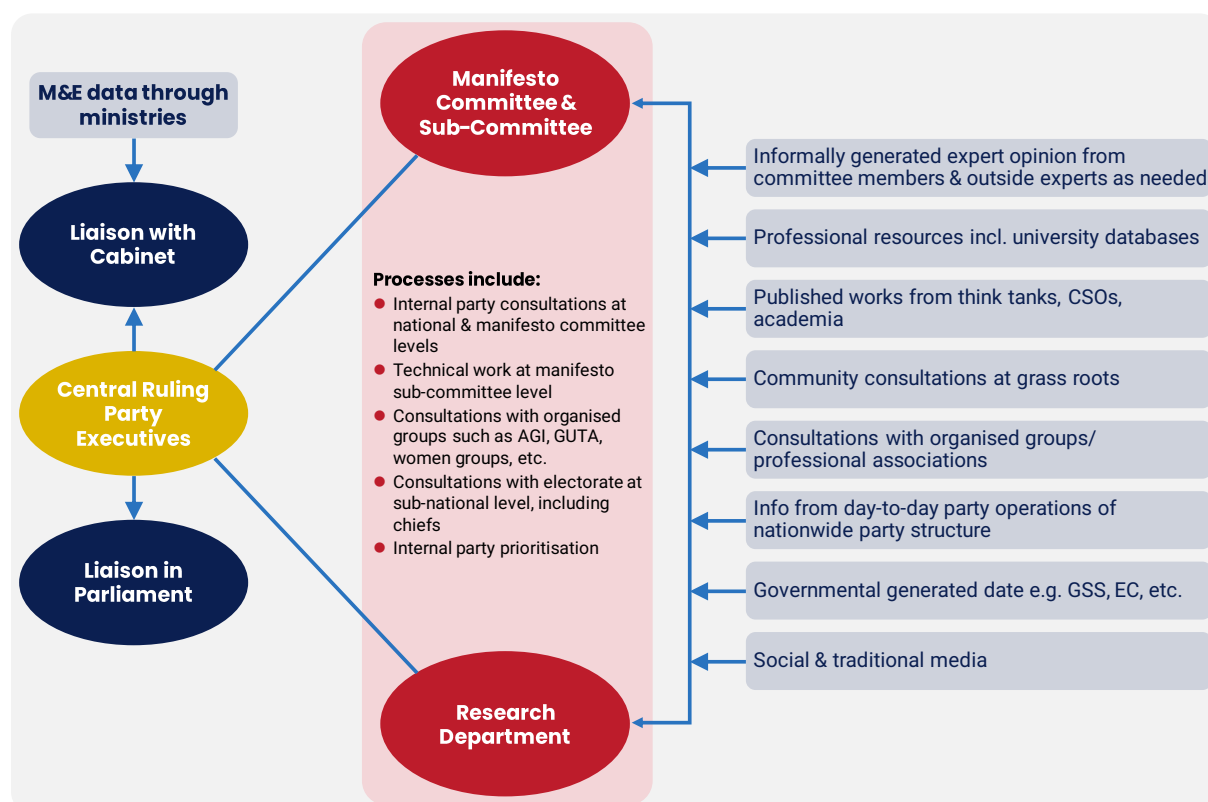 M&E data through
ministries
Liaison with
Cabinet
Central Ruling
Party
Executives
Liaison in
Parliament
Manifesto
Committee &
Sub-Committee
Processes include:
● Internal party consultations at
national & manifesto committee
levels
● Technical work at manifesto
sub-committee level
● Consultations with organised
groups such as AGI, GUTA,
women groups, etc.
● Consultations with electorate at
sub-national level, including
chiefs
● Internal party prioritisation
Research
Department
Informally generated expert opinion from
committee members & outside experts as needed
Professional resources incl. university databases
Published works from think tanks, CSOs,
academia
Community consultations at grass roots
Consultations with organised groups/
professional associations
Info from day-to-day party operations of
nationwide party structure
Governmental generated date e.g. GSS, EC, etc.
Social & traditional media